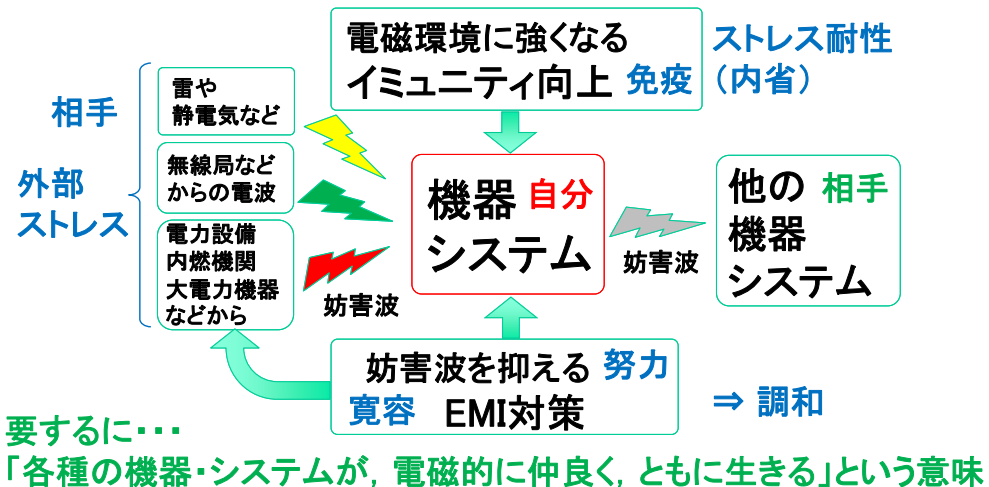 電磁環境に強くなる
イミュニティ向上 免疫
ストレス耐性
（内省）
相手
外部
ストレス
雷や
静電気など
無線局など
からの電波
電力設備
内燃機関
大電力機器
などから
妨害波
機器 自分
システム
妨害波
他の 相手
機器
システム
妨害波を抑える 努力
寛容 EMI対策
⇒ 調和
要するに・・・
「各種の機器・システムが，電磁的に仲良く，ともに生きる」という意味